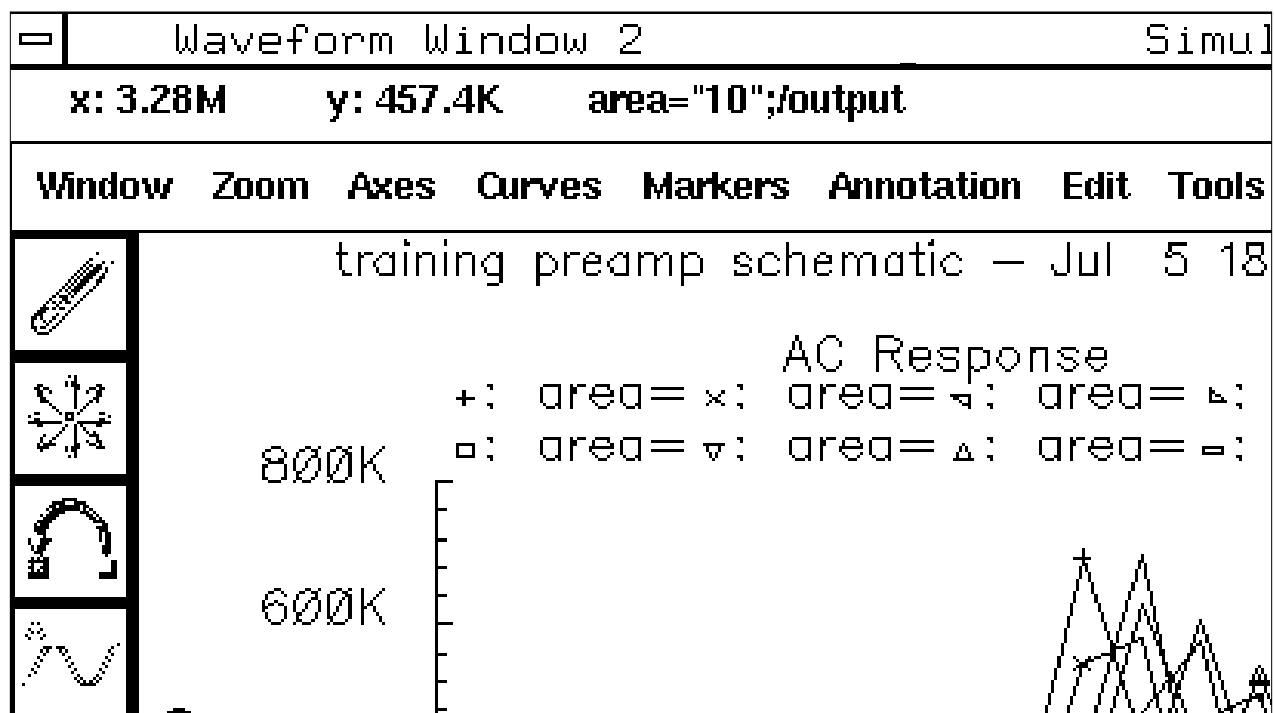 Waveform Window 2 Simul
x: 3.28M y: 457.4K area="10";/output
Window Zoom Axes Curves Markers Annotation Edit Tools
training preamp schematic – Jul 5 18
AC Response
+: area= ×: area= ◥: area= ◣:
□: area= ▽: area= △: area= ▭:
800K
600K